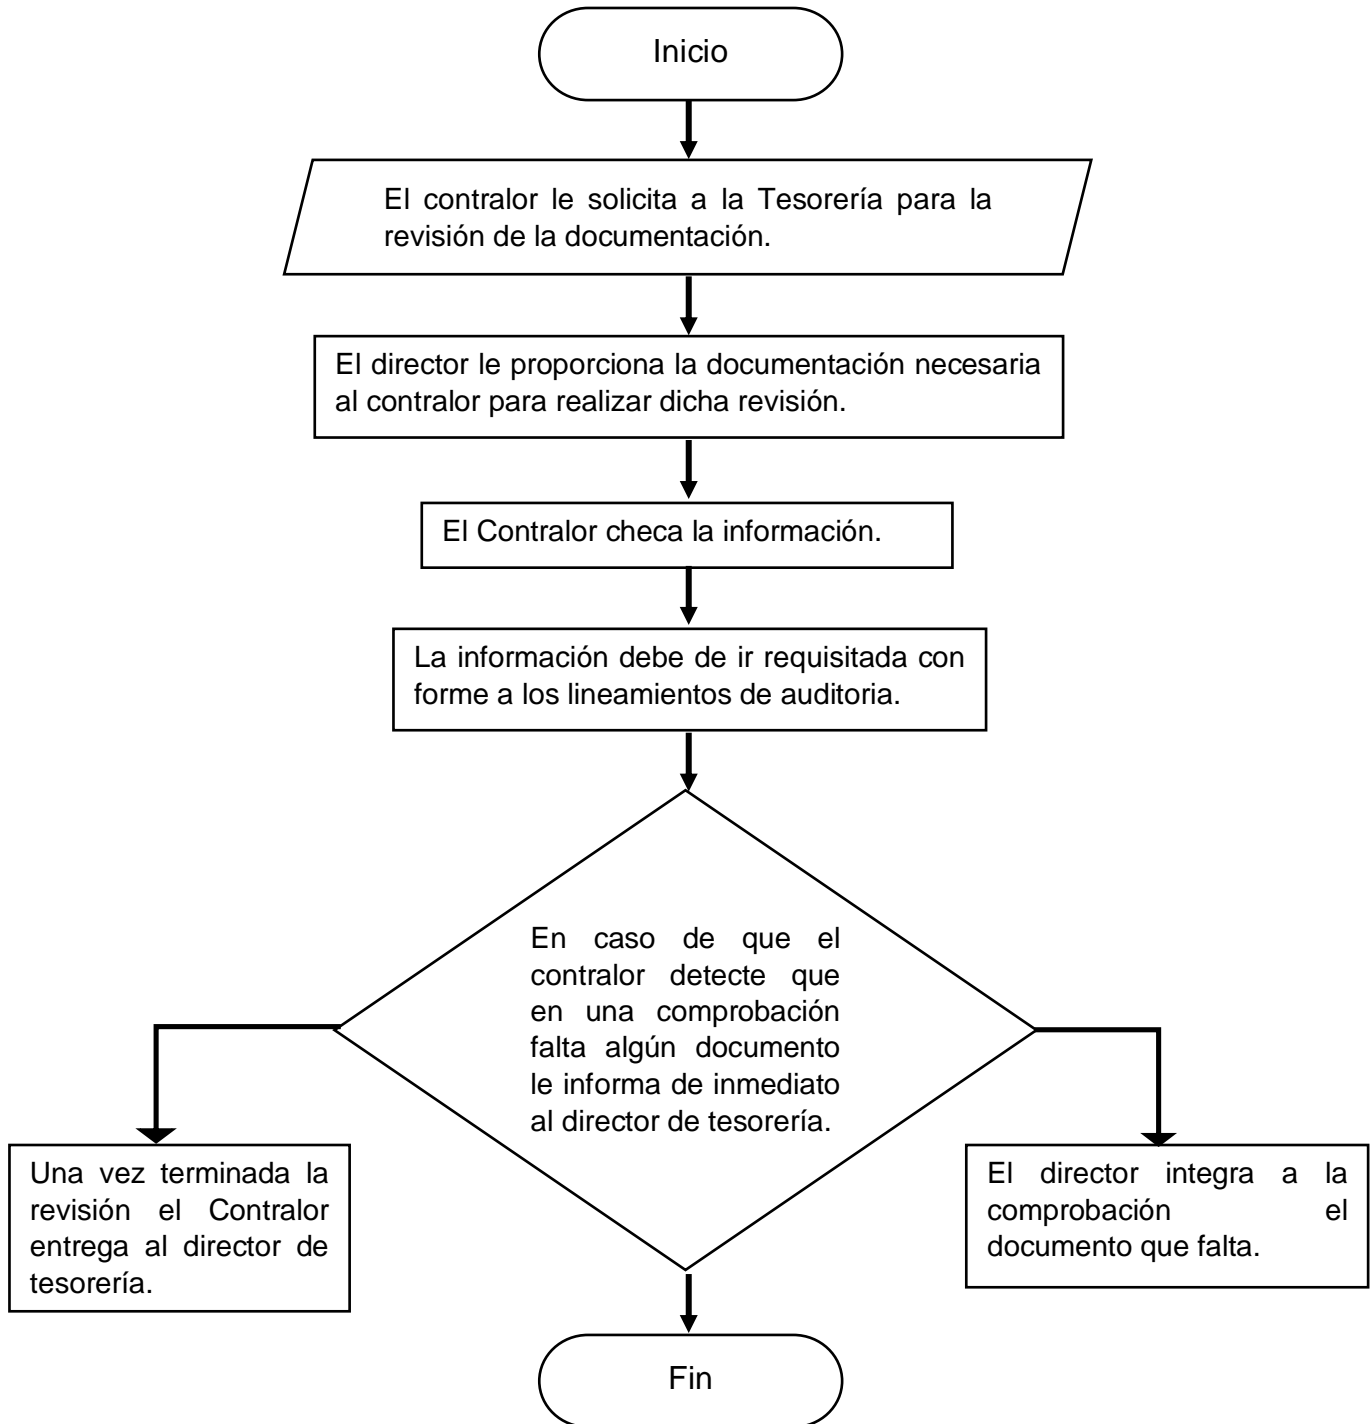 Inicio
El contralor le solicita a la Tesorería para la
revisión de la documentación.
El director le proporciona la documentación necesaria
al contralor para realizar dicha revisión.
El Contralor checa la información.
La información debe de ir requisitada con
forme a los lineamientos de auditoria.
En caso de que el
contralor detecte que
en una comprobación
falta algún documento
le informa de inmediato
al director de tesorería.
Una vez terminada la
revisión el Contralor
entrega al director de
tesorería.
El director integra a la
comprobación el
documento que falta.
Fin